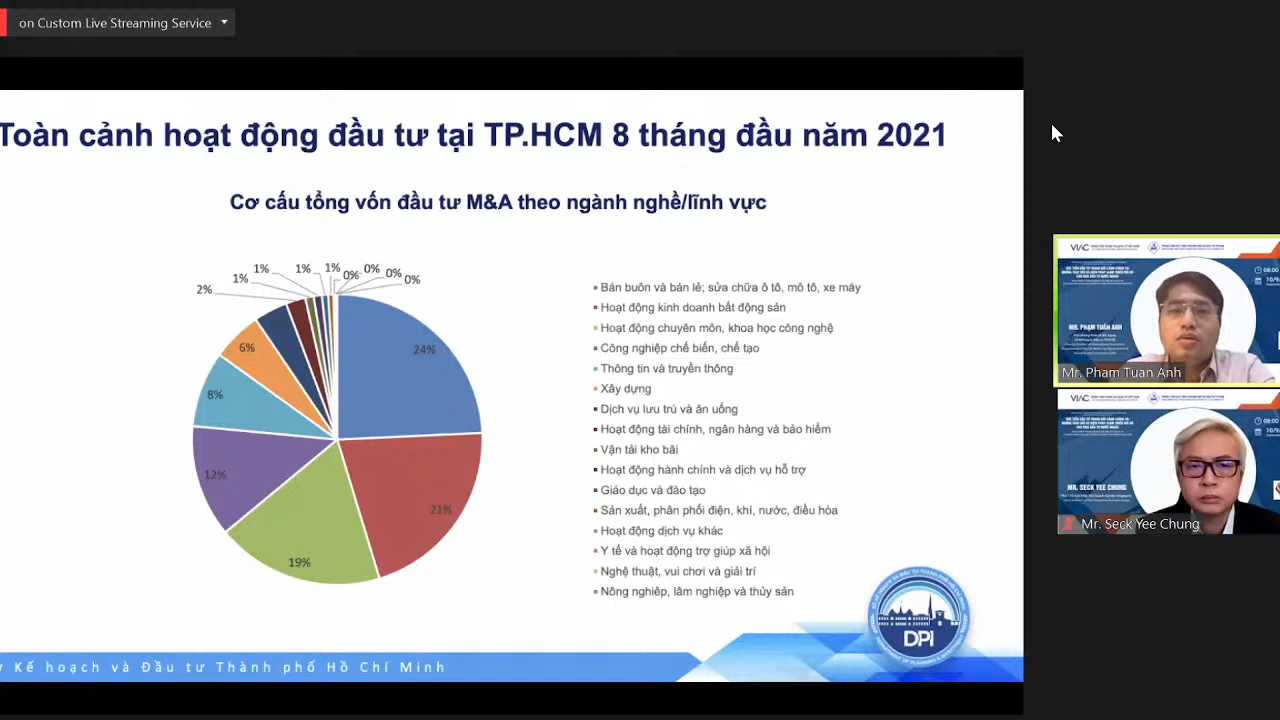 on Custom Live Streaming Service
Toàn cảnh hoạt động đầu tư tại TP.HCM 8 tháng đầu năm 2021
Cơ cấu tổng vốn đầu tư M&A theo ngành nghề/lĩnh vực
2%
1%
1%
1%
1%
0%
0%
0%
0%
24%
21%
19%
12%
8%
6%
Bán buôn và bán lẻ; sửa chữa ô tô, mô tô, xe máy
Hoạt động kinh doanh bất động sản
Hoạt động chuyên môn, khoa học công nghệ
Công nghiệp chế biến, chế tạo
Thông tin và truyền thông
Xây dựng
Dịch vụ lưu trú và ăn uống
Hoạt động tài chính, ngân hàng và bảo hiểm
Vận tải kho bãi
Hoạt động hành chính và dịch vụ hỗ trợ
Giáo dục và đào tạo
Sản xuất, phân phối điện, khí, nước, điều hòa
Hoạt động dịch vụ khác
Y tế và hoạt động trợ giúp xã hội
Nghệ thuật, vui chơi và giải trí
Nông nghiêp, lâm nghiệp và thủy sản
DPI
Kế hoạch và Đầu tư Thành phố Hồ Chí Minh
VIAC
08:00
MR. PHẠM TUẤN ANH
Mr. Pham Tuan Anh
VIAC
08:00
MR. SECK YEE CHUNG
Mr. Seck Yee Chung